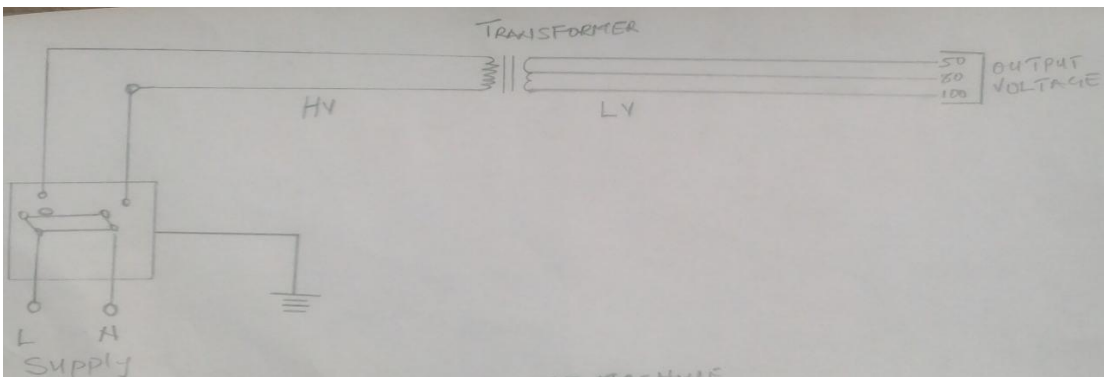 TRANSFORMER
50
80
100
OUTPUT
VOLTAGE
HV
LV
L
N
Supply